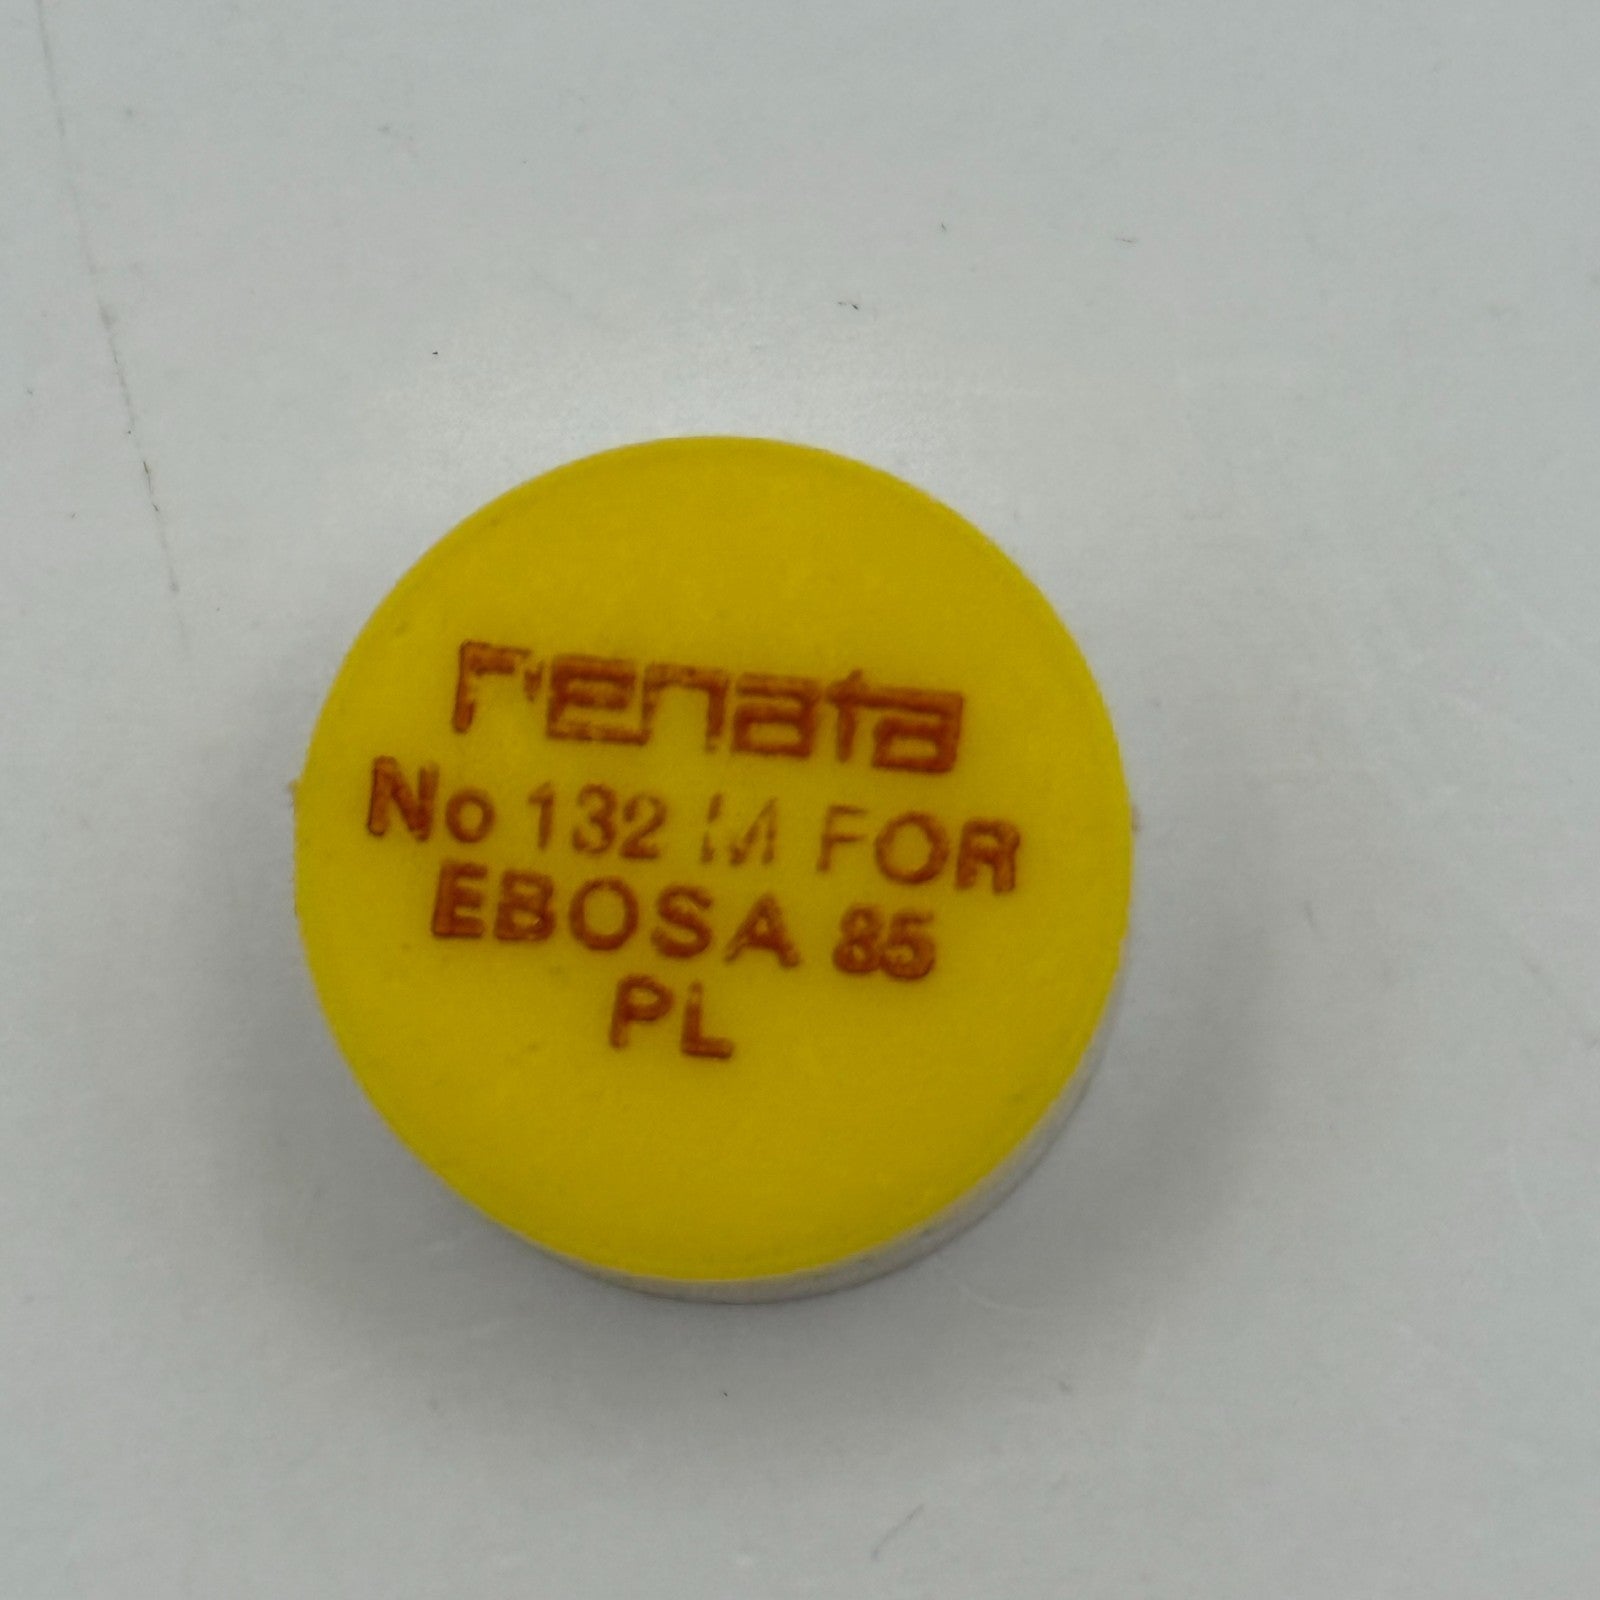 renata
No 132 M FOR
EBOSA 85
PL